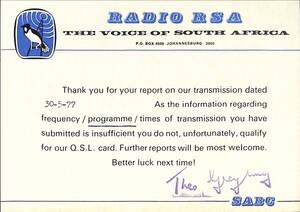 RADIO RSA
THE VOICE OF SOUTH AFRICA
P.O. BOX 4559 JOHANNESBURG 2000
Thank you for your report on our transmission dated
30-5-77 As the information regarding
frequency/programme/times of transmission you have
submitted is insufficient you do not, unfortunately, qualify
for our Q.S.L. card. Further reports will be most welcome.
Better luck next time!
Theo
SABC